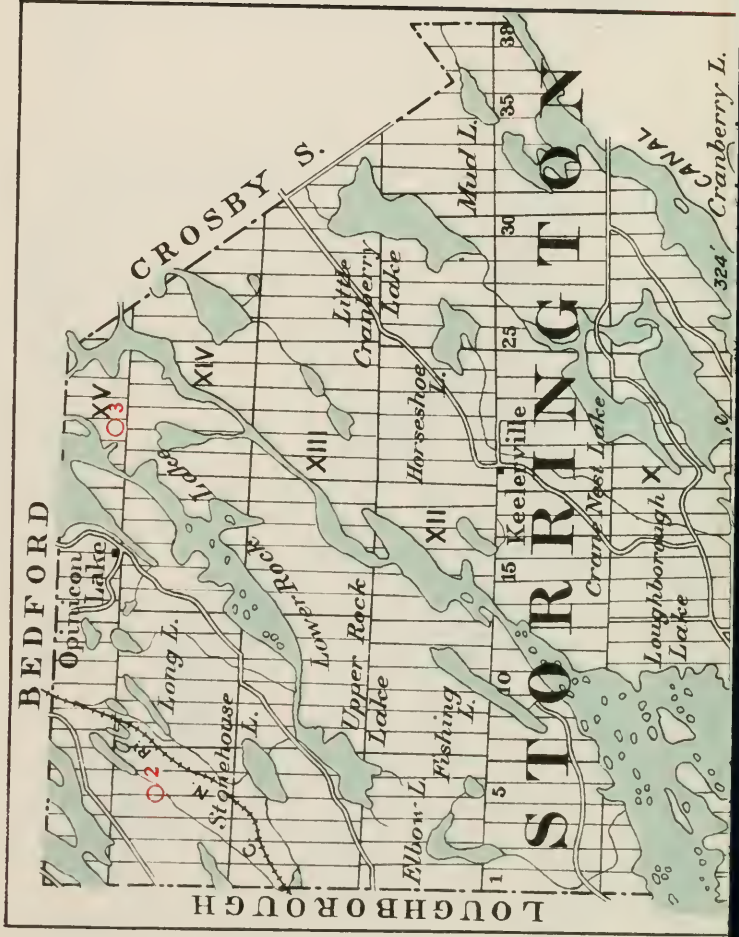 BEDFORD
CROSBY S.
LOUGHBOROUGH
STORRINGTON
Opinicon
Lake
XV
3
2
Long L.
Stonehouse
L.
C. N. R.
Lower Rock Lake
XIV
XIII
Upper Rock
Lake
Little
Cranberry
Lake
Mud L.
Horseshoe
L.
XII
Fishing
L.
Elbow L.
1
5
10
15
25
30
35
38
Keelerville
Crane Nest Lake
Loughborough
Lake
X
CANAL
Cranberry L.
324'